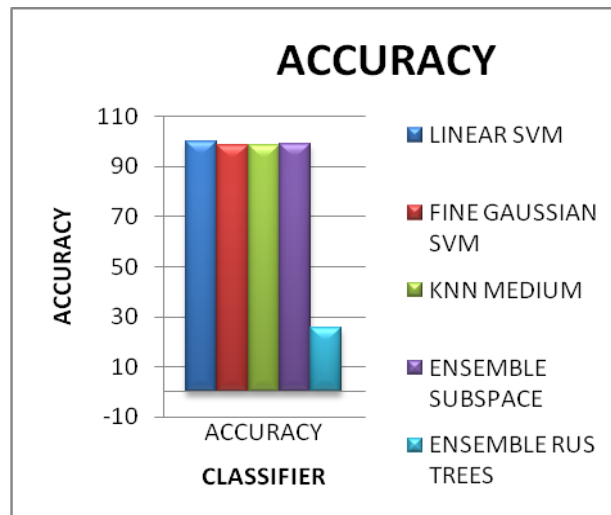 ACCURACY
110
90
70
50
30
10
-10
ACCURACY
ACCURACY
CLASSIFIER
LINEAR SVM
FINE GAUSSIAN
SVM
KNN MEDIUM
ENSEMBLE
SUBSPACE
ENSEMBLE RUS
TREES